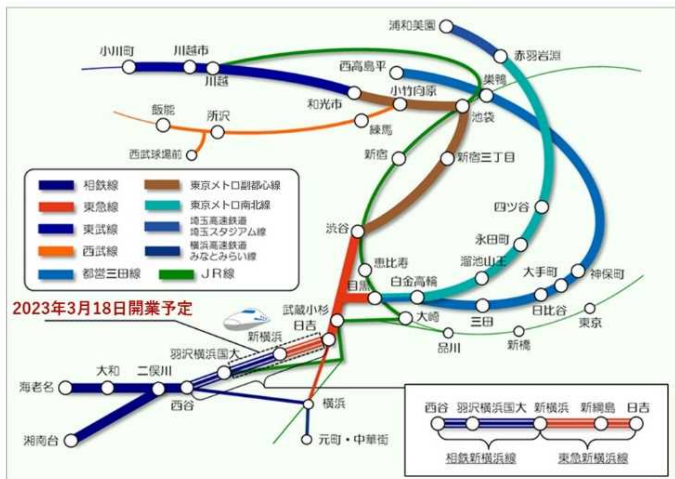 浦和美園
小川町
川越市
川越
西高島平
赤羽岩淵
巣鴨
小竹向原
和光市
池袋
飯能
所沢
練馬
西武球場前
新宿
新宿三丁目
相鉄線
東急線
東武線
西武線
都営三田線
東京メトロ副都心線
東京メトロ南北線
埼玉高速鉄道
埼玉スタジアム線
横浜高速鉄道
みなとみらい線
JR線
四ツ谷
渋谷
永田町
恵比寿
溜池山王
目黒
白金高輪
大手町
神保町
日比谷
三田
大崎
東京
品川
新橋
2023年3月18日開業予定
武蔵小杉
日吉
新横浜
羽沢横浜国大
二俣川
大和
海老名
西谷
横浜
湘南台
元町・中華街
西谷 羽沢横浜国大 新横浜 新綱島 日吉
相鉄新横浜線 東急新横浜線